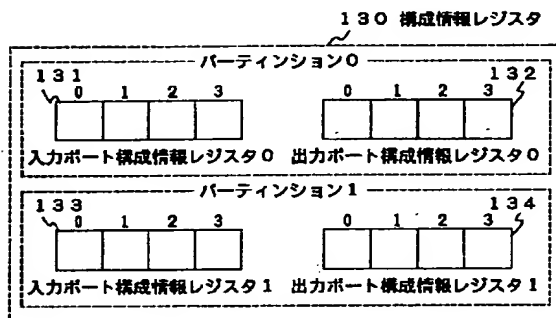 130 構成情報レジスタ
パーティション0
131 132
0 1 2 3 0 1 2 3
入力ポート構成情報レジスタ0 出力ポート構成情報レジスタ0
パーティション1
133 134
0 1 2 3 0 1 2 3
入力ポート構成情報レジスタ1 出力ポート構成情報レジスタ1